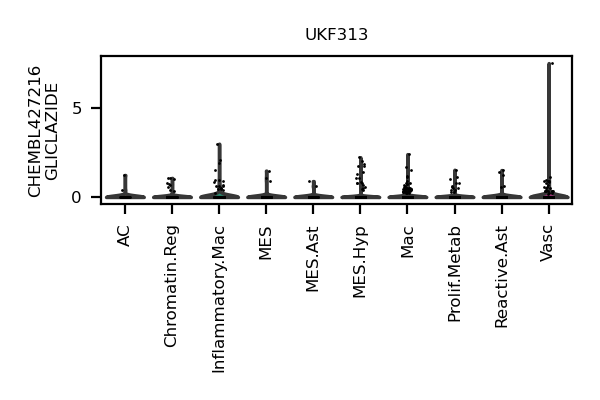 UKF313
CHEMBL427216
GLICLAZIDE
5
0
AC
Chromatin.Reg
Inflammatory.Mac
MES
MES.Ast
MES.Hyp
Mac
Prolif.Metab
Reactive.Ast
Vasc